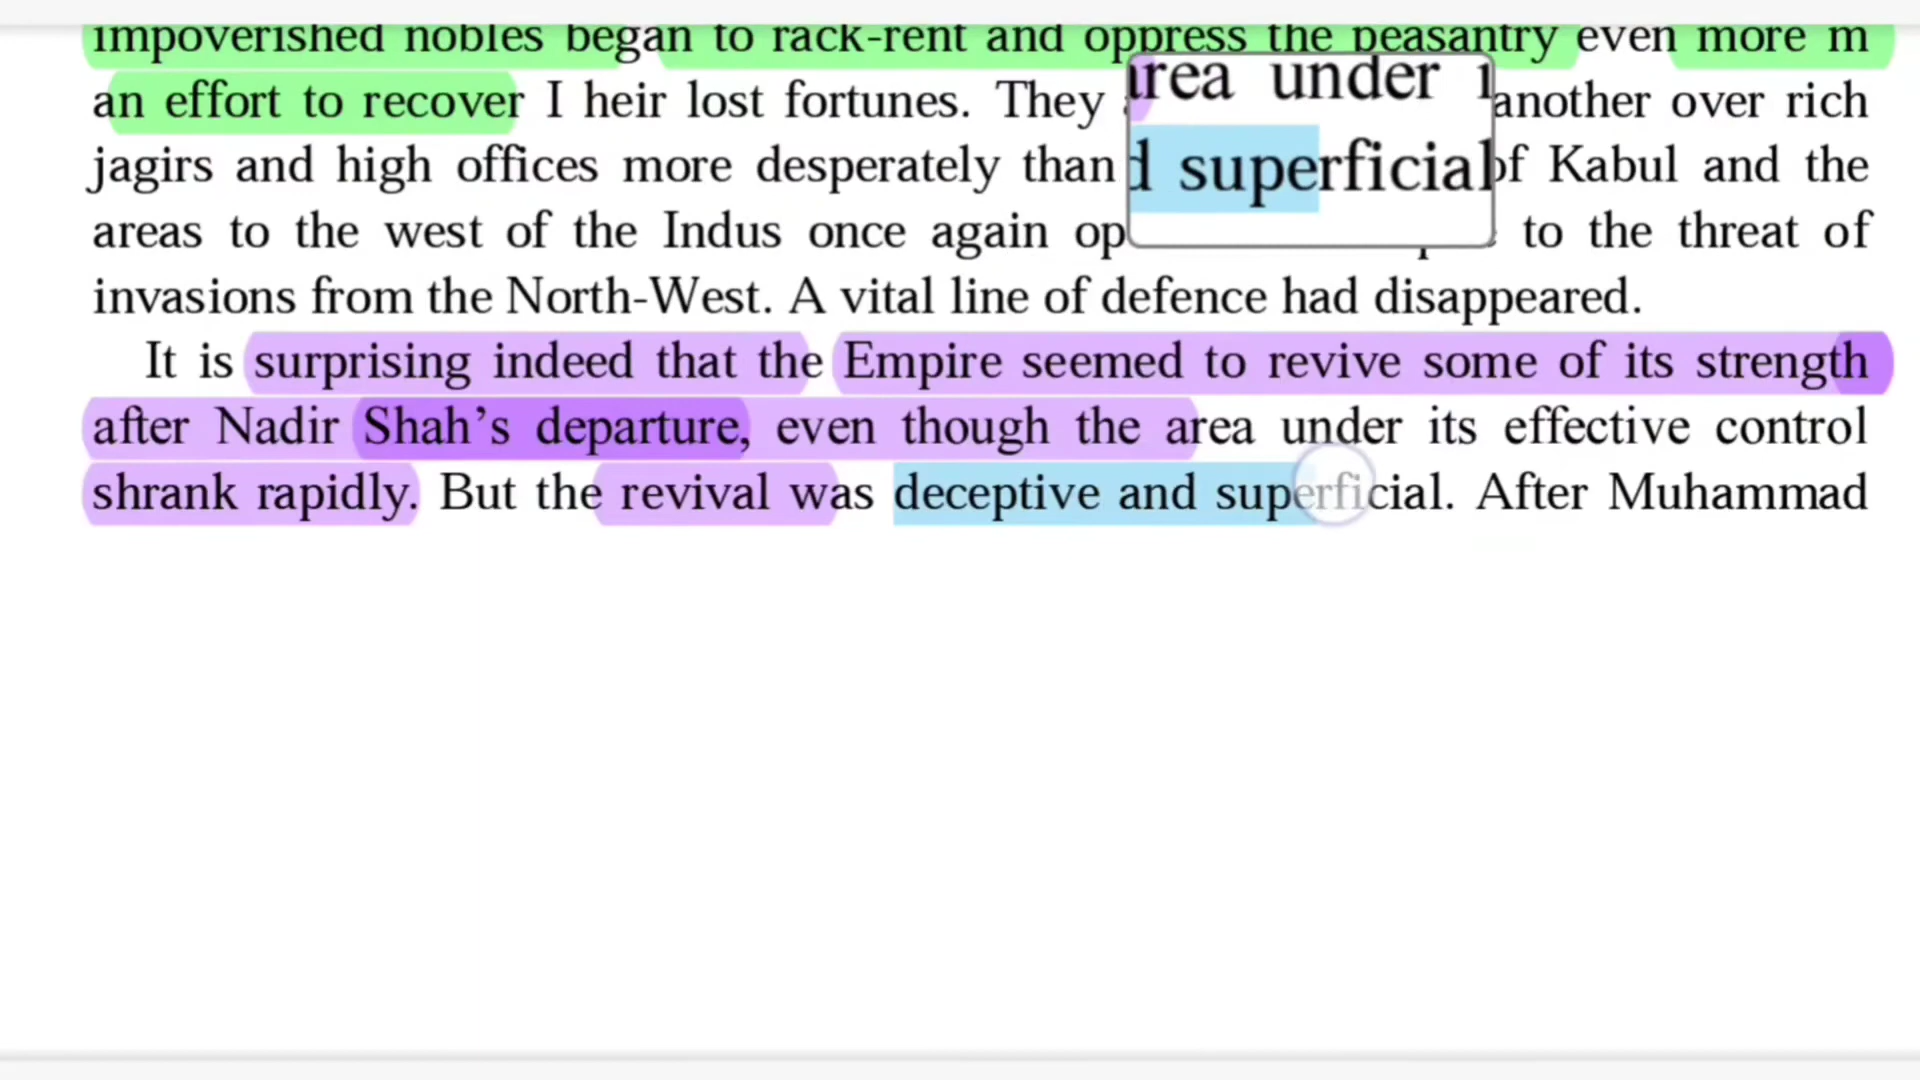 impoverished nobles began to rack-rent and oppress the peasantry even more m
an effort to recover I heir lost fortunes. They another over rich
jagirs and high offices more desperately than of Kabul and the
areas to the west of the Indus once again op to the threat of
invasions from the North-West. A vital line of defence had disappeared.
It is surprising indeed that the Empire seemed to revive some of its strength
after Nadir Shah’s departure, even though the area under its effective control
shrank rapidly. But the revival was deceptive and superficial. After Muhammad
area under
d superficial